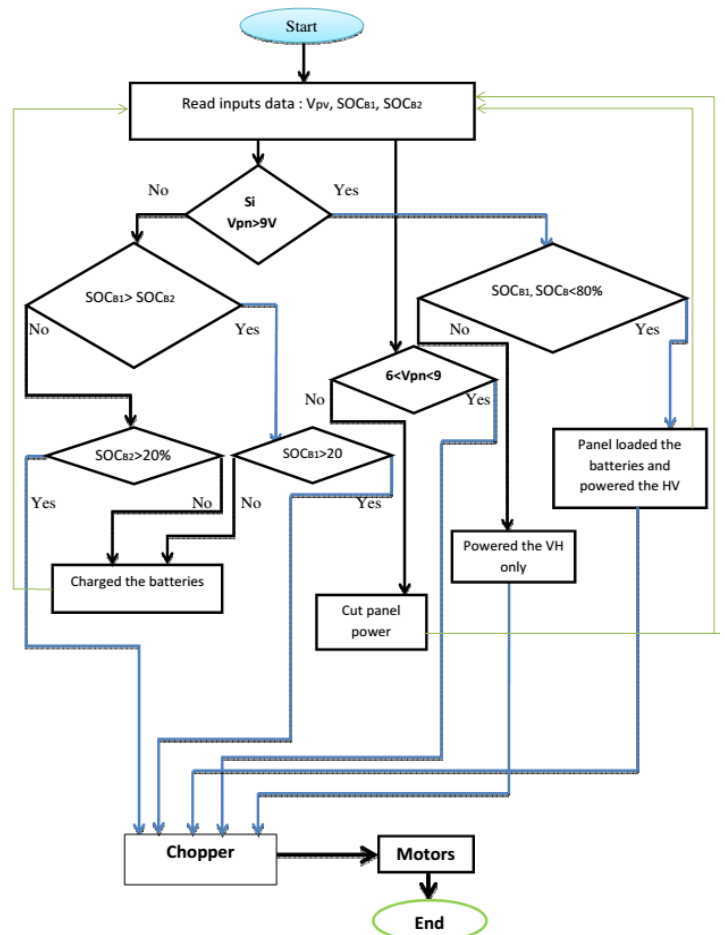 Start
Read inputs data : Vpv, SOCB1, SOCB2
No
Yes
Si
Vpn>9V
SOCB1> SOCB2
SOCB1, SOCB<80%
No
Yes
No
Yes
6<Vpn<9
No
Yes
SOCB2>20%
SOCB1>20
Panel loaded the
batteries and
powered the HV
Yes
No
No
Yes
Powered the VH
only
Charged the batteries
Cut panel
power
Chopper
Motors
End